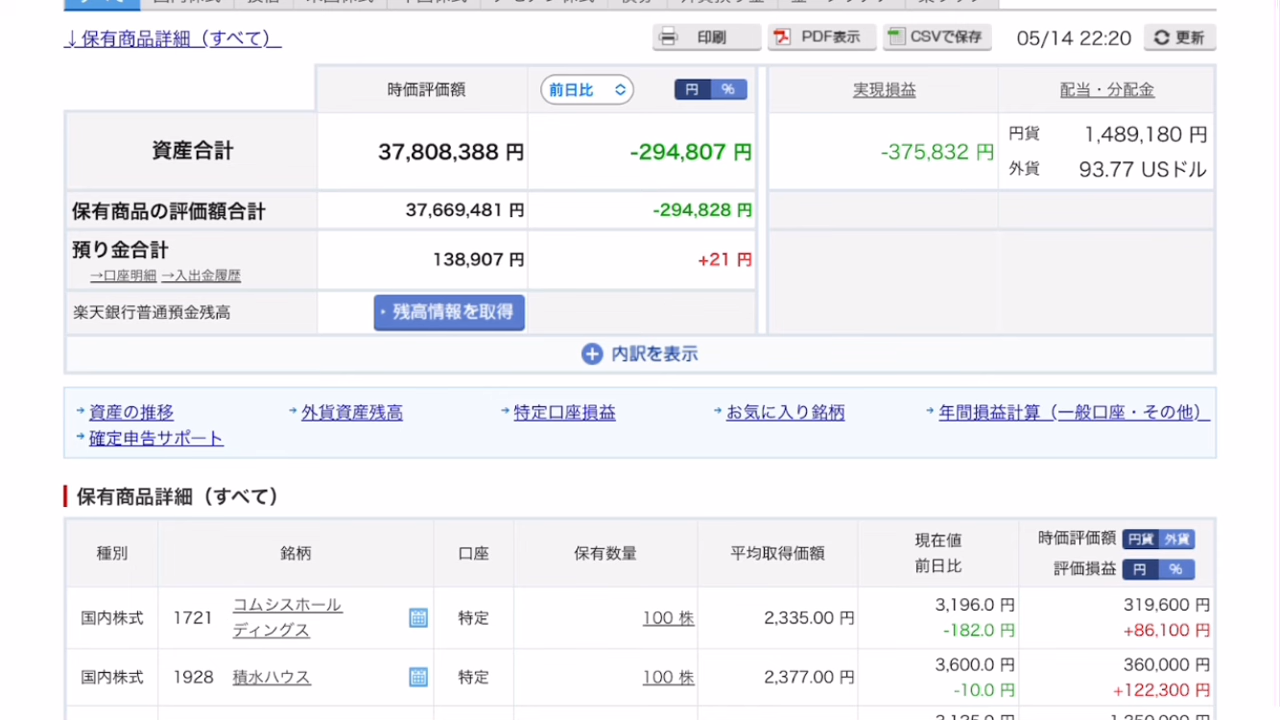 ↓保有商品詳細（すべて）
印刷
PDF表示
CSVで保存
05/14 22:20
更新
時価評価額
前日比
円
%
実現損益
配当・分配金
資産合計
37,808,388 円
-294,807 円
-375,832 円
円貨 1,489,180 円
外貨 93.77 USドル
保有商品の評価額合計
37,669,481 円
-294,828 円
預り金合計
→口座明細 →入出金履歴
138,907 円
+21 円
楽天銀行普通預金残高
・残高情報を取得
内訳を表示
資産の推移
外貨資産残高
特定口座損益
お気に入り銘柄
年間損益計算（一般口座・その他）
確定申告サポート
保有商品詳細（すべて）
種別
銘柄
口座
保有数量
平均取得価額
現在値
前日比
時価評価額 円貨 外貨
評価損益 円 %
国内株式
1721
コムシスホール
ディングス
特定
100 株
2,335.00 円
3,196.0 円
-182.0 円
319,600 円
+86,100 円
国内株式
1928
積水ハウス
特定
100 株
2,377.00 円
3,600.0 円
-10.0 円
360,000 円
+122,300 円